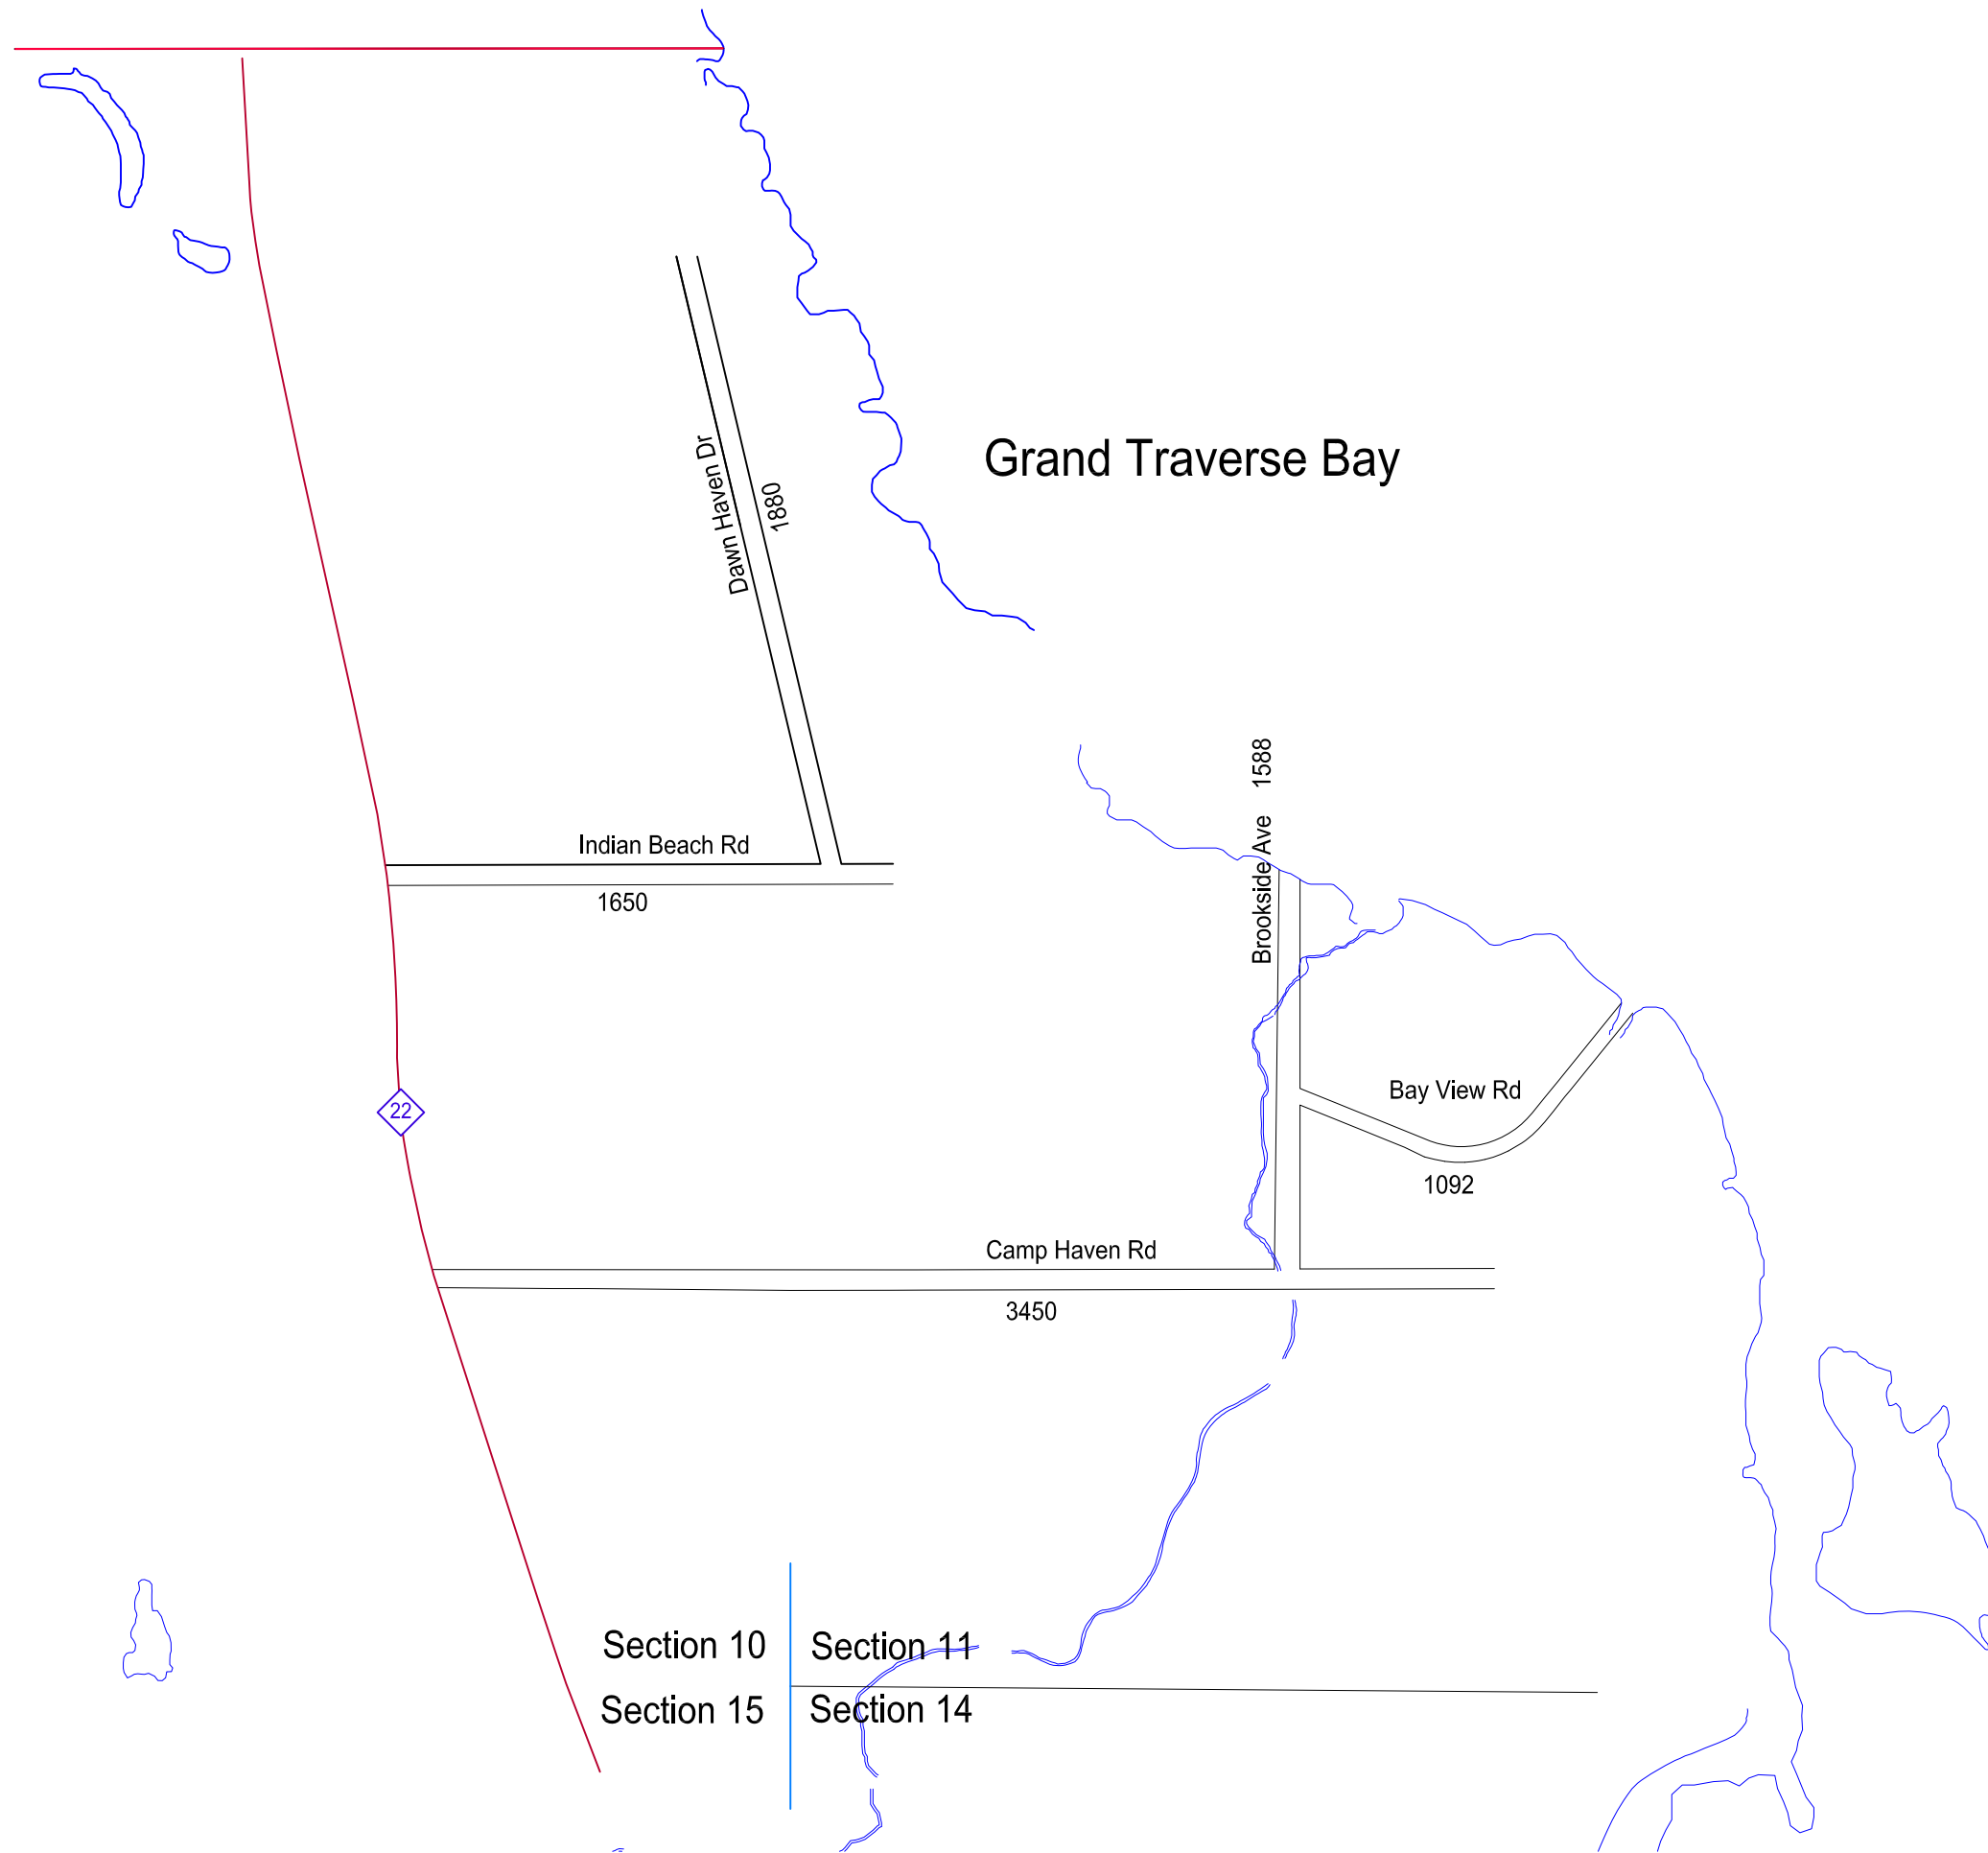 Grand Traverse Bay
Dawn Haven Dr
1880
Brookside Ave 1588
Indian Beach Rd
1650
Bay View Rd
22
1092
Camp Haven Rd
3450
Section 10
Section 11
Section 15
Section 14